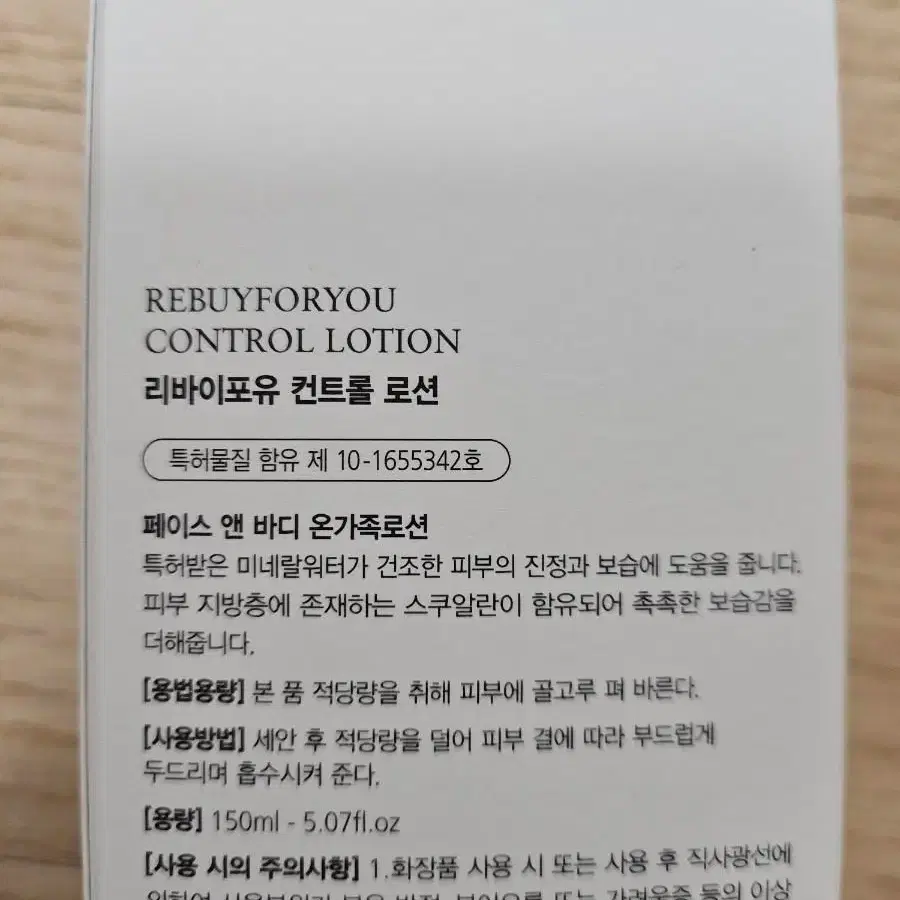 REBUYFORYOU
CONTROL LOTION
리바이포유 컨트롤 로션
특허물질 함유 제 10-1655342호
페이스 앤 바디 온가족로션
특허받은 미네랄워터가 건조한 피부의 진정과 보습에 도움을 줍니다.
피부 지방층에 존재하는 스쿠알란이 함유되어 촉촉한 보습감을
더해줍니다.
[용법용량] 본 품 적당량을 취해 피부에 골고루 펴 바른다.
[사용방법] 세안 후 적당량을 덜어 피부 결에 따라 부드럽게
두드리며 흡수시켜 준다.
[용량] 150ml - 5.07fl.oz
[사용 시의 주의사항] 1.화장품 사용 시 또는 사용 후 직사광선에
이상